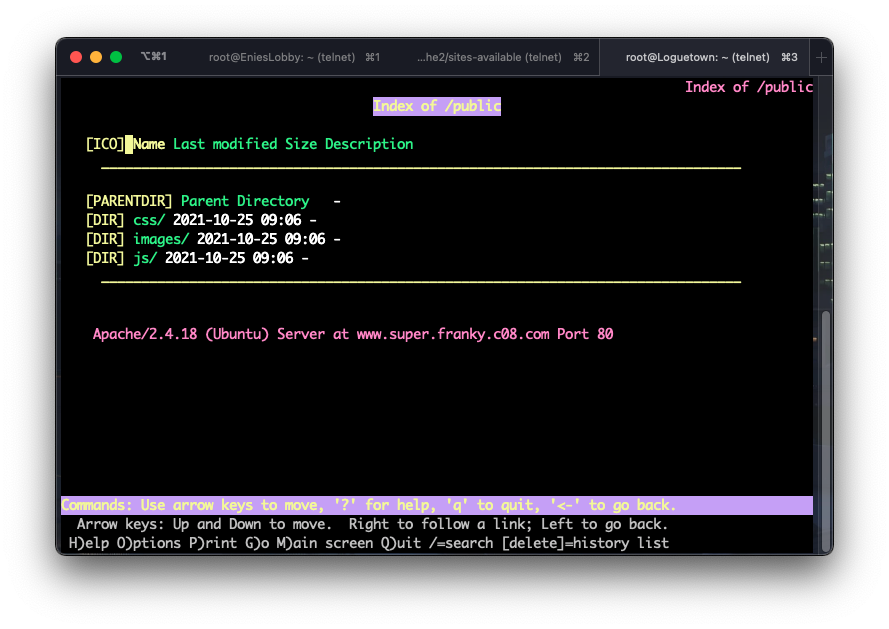 ⌥⌘1 root@EniesLobby: ~ (telnet) ⌘1 ...he2/sites-available (telnet) ⌘2 root@Loguetown: ~ (telnet) ⌘3 +
Index of /public
Index of /public
[ICO] Name Last modified Size Description
[PARENTDIR] Parent Directory -
[DIR] css/ 2021-10-25 09:06 -
[DIR] images/ 2021-10-25 09:06 -
[DIR] js/ 2021-10-25 09:06 -
Apache/2.4.18 (Ubuntu) Server at www.super.franky.c08.com Port 80
Commands: Use arrow keys to move, '?' for help, 'q' to quit, '<-' to go back.
Arrow keys: Up and Down to move. Right to follow a link; Left to go back.
H)elp O)ptions P)rint G)o M)ain screen Q)uit /=search [delete]=history list